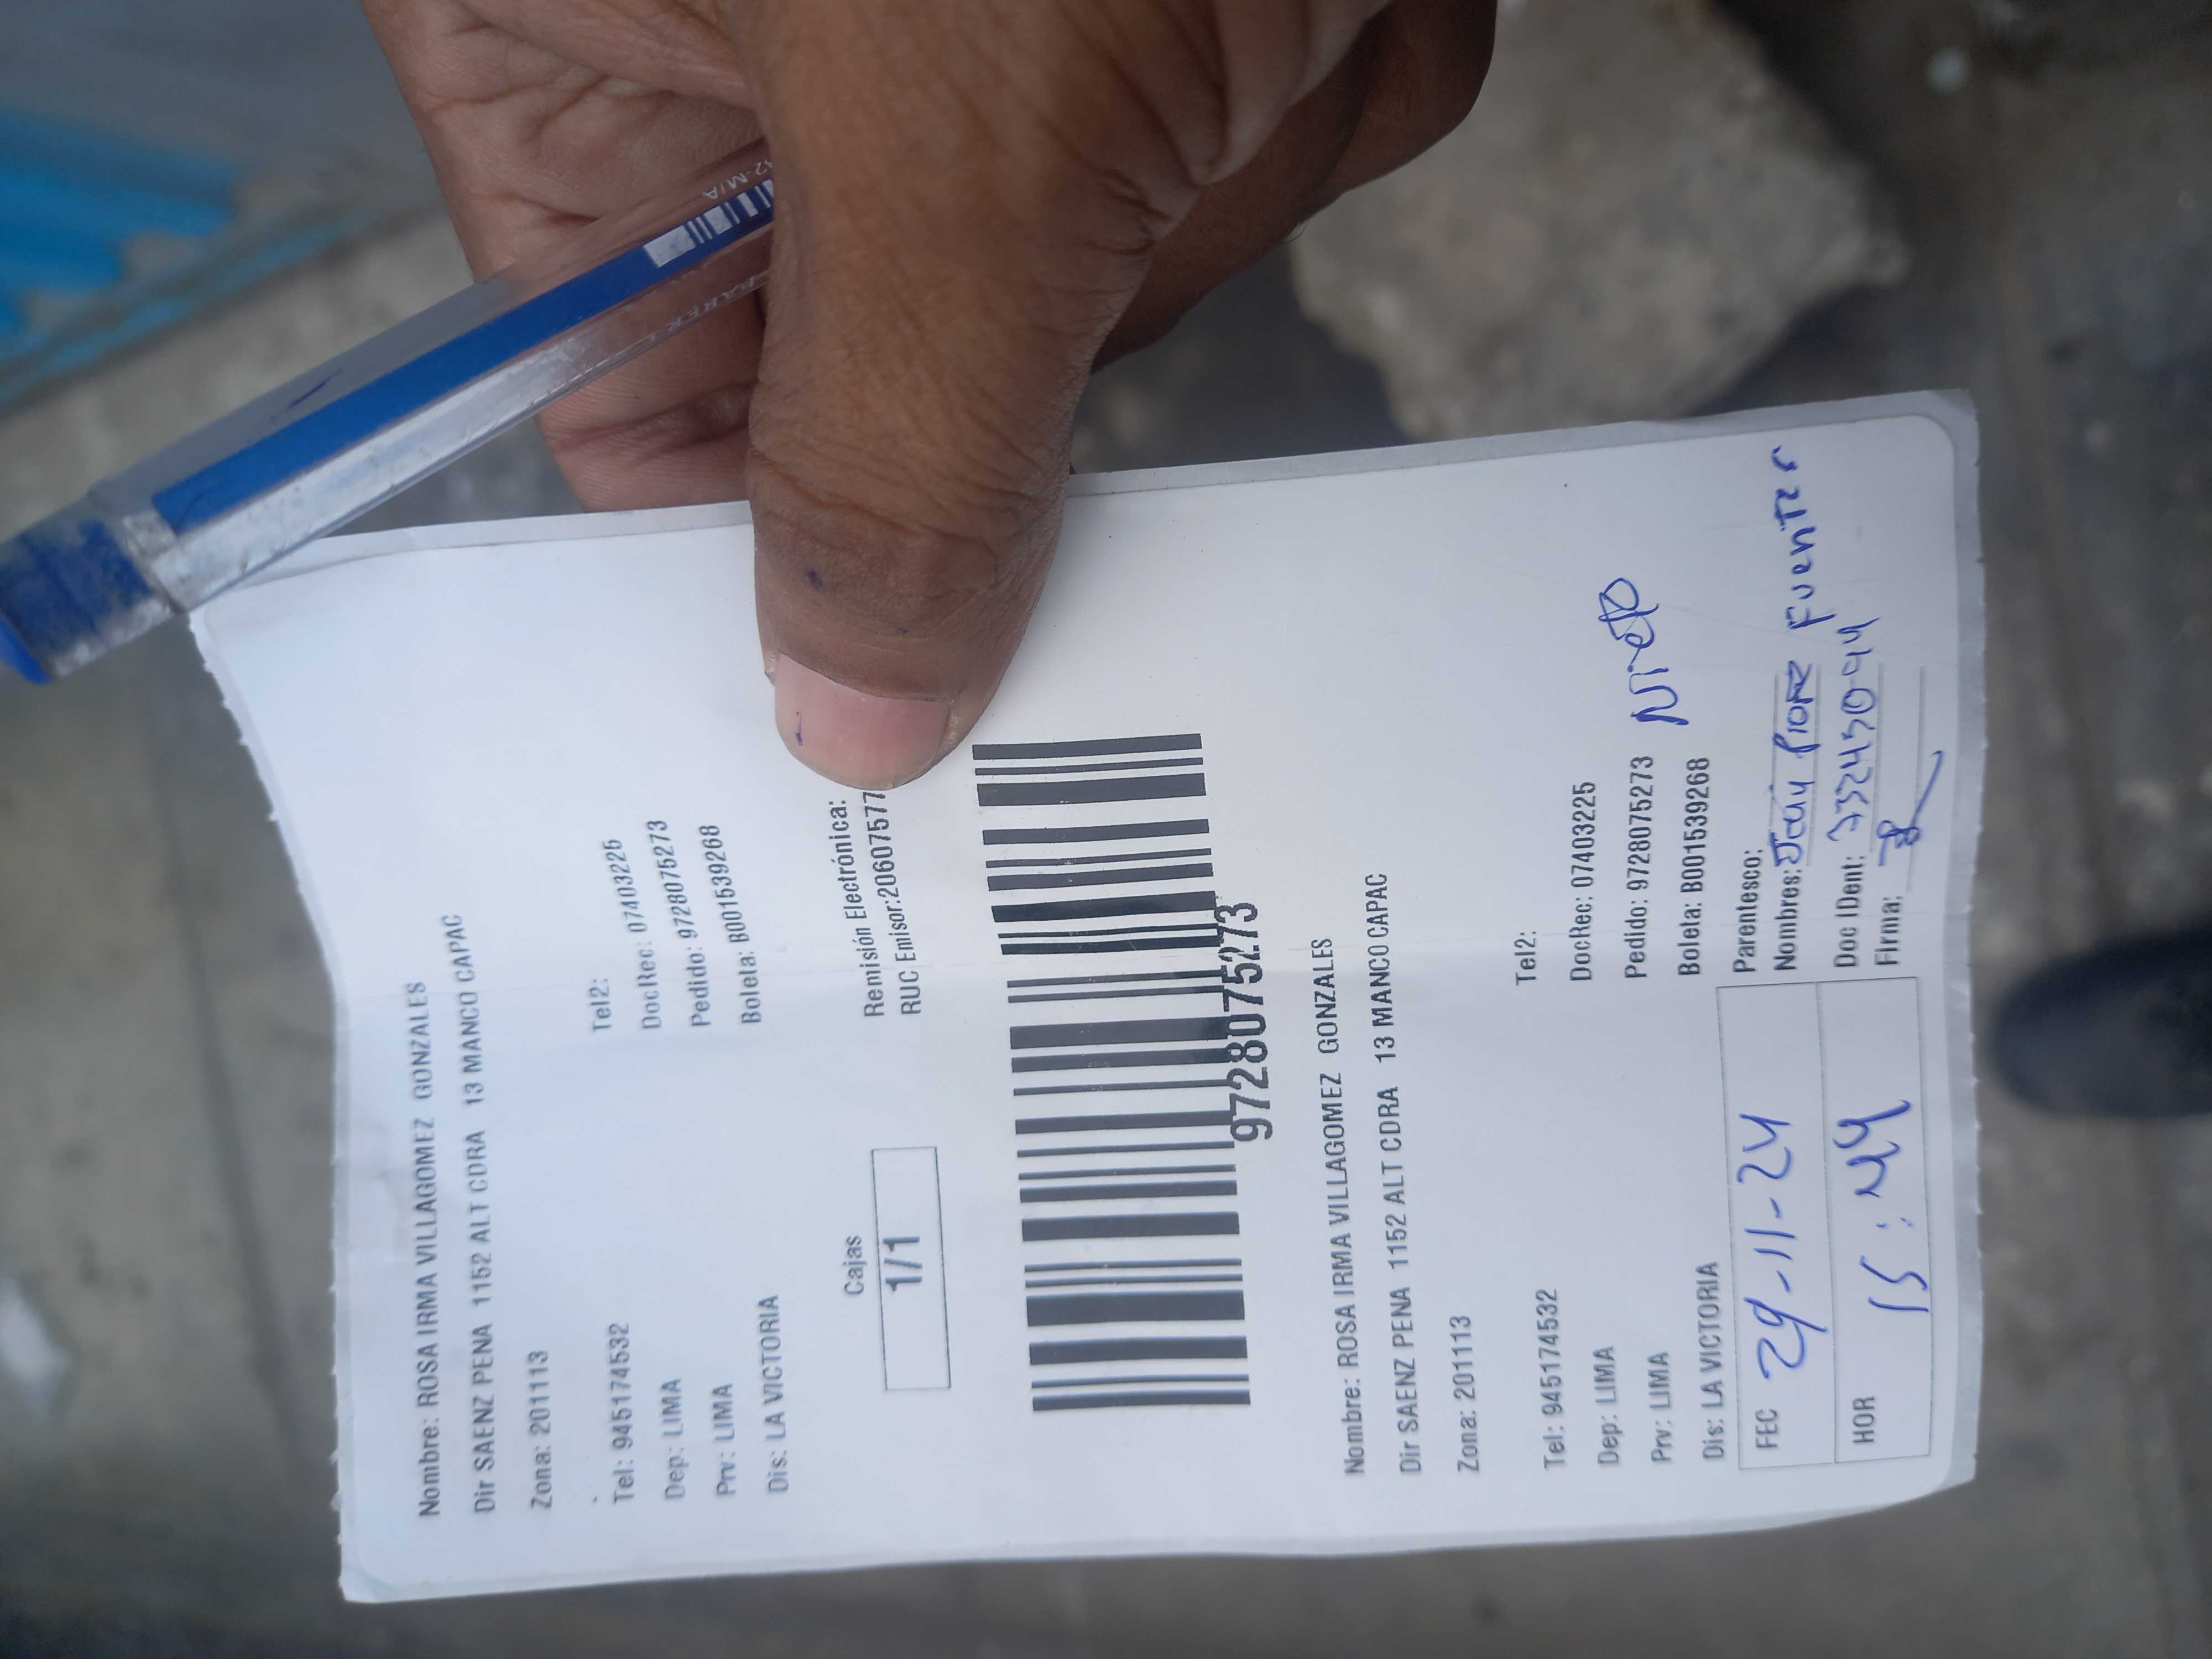 Nombre: ROSA IRMA VILLAGOMEZ GONZALES
Dir SAENZ PENA 1152 ALT CDRA 13 MANCO CAPAC
Zona: 201113
Tel: 945174532 Tel2:
Dep: LIMA DocRec: 07403225
Prv: LIMA Pedido: 9728075273
Dis: LA VICTORIA Boleta: B001539268
Cajas Remisión Electrónica:
1/1 RUC Emisor:20607577
9728075273
Nombre: ROSA IRMA VILLAGOMEZ GONZALES
Dir SAENZ PENA 1152 ALT CDRA 13 MANCO CAPAC
Zona: 201113
Tel: 945174532 Tel2:
Dep: LIMA DocRec: 07403225
Prv: LIMA Pedido: 9728075273
Dis: LA VICTORIA Boleta: B001539268
Nieto
FEC 29-11-24 Parentesco:
Nombres: Fuentes
HOR 15:44 Doc IDent:
Firma: